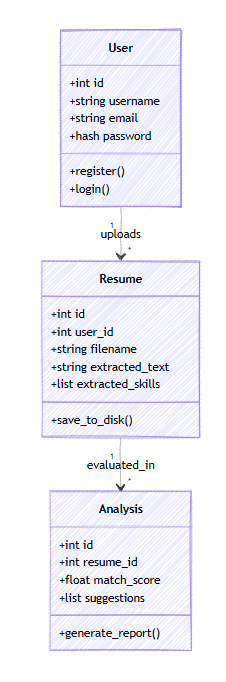 User
+int id
+string username
+string email
+hash password
+register()
+login()
1
uploads
*
Resume
+int id
+int user_id
+string filename
+string extracted_text
+list extracted_skills
+save_to_disk()
1
evaluated_in
*
Analysis
+int id
+int resume_id
+float match_score
+list suggestions
+generate_report()